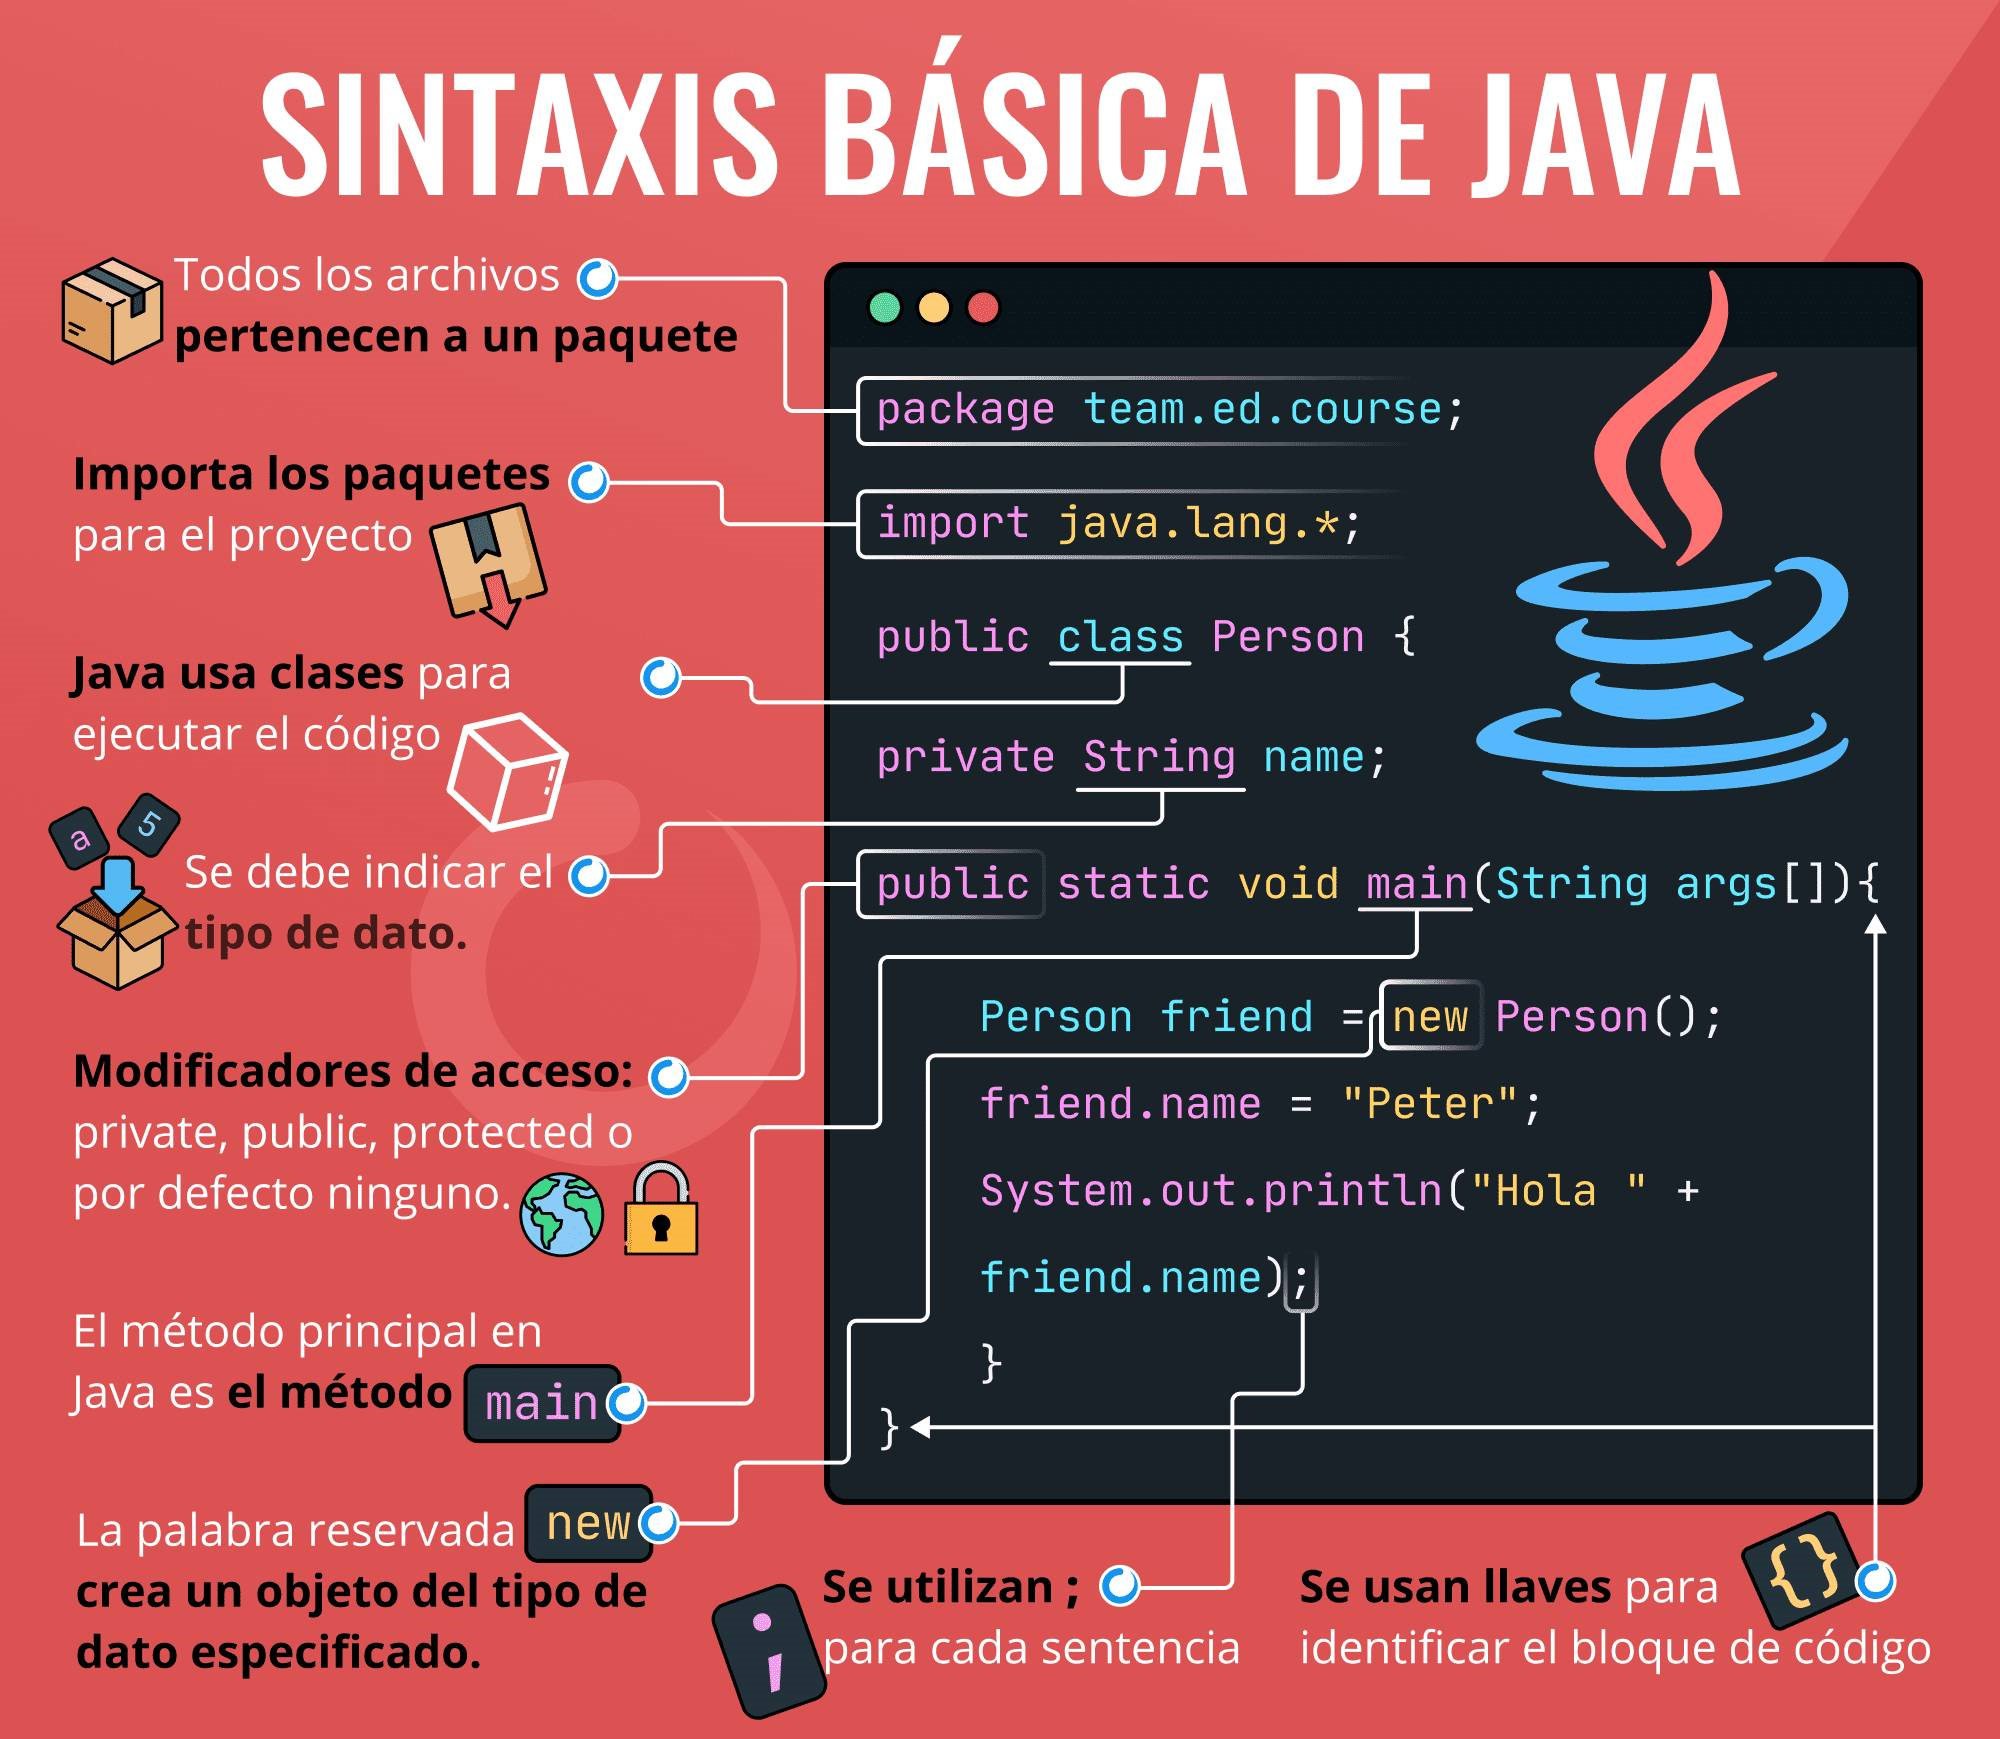 SINTAXIS BÁSICA DE JAVA
Todos los archivos
pertenecen a un paquete
Importa los paquetes
para el proyecto
Java usa clases para
ejecutar el código
a
5
Se debe indicar el
tipo de dato.
Modificadores de acceso:
private, public, protected o
por defecto ninguno.
El método principal en
Java es el método main
La palabra reservada new
crea un objeto del tipo de
dato especificado.
package team.ed.course;
import java.lang.*;
public class Person {
private String name;
public static void main(String args[]){
Person friend = new Person();
friend.name = "Peter";
System.out.println("Hola " +
friend.name);
}
}
;
Se utilizan ;
para cada sentencia
Se usan llaves para {}
identificar el bloque de código